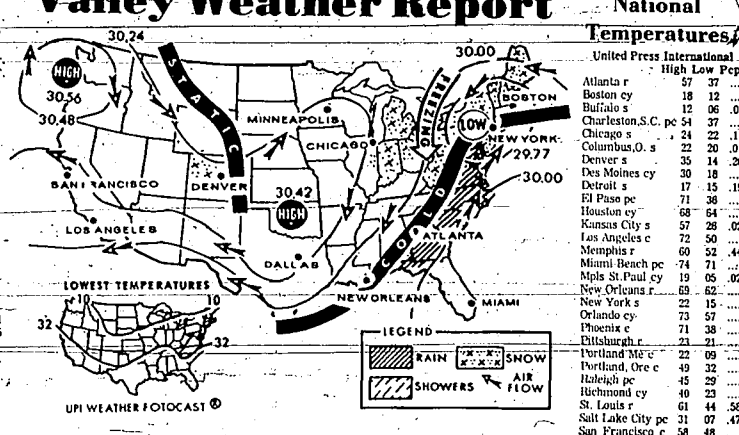 Valley Weather Report
30.24
HIGH
30.56
30.48
STATIC
30.00
BOSTON
FREEZING
LOW
NEW YORK
29.77
30.00
MINNEAPOLIS
CHICAGO
SAN FRANCISCO
DENVER
30.42
HIGH
LOS ANGELES
COLD
ATLANTA
DALLAS
NEW ORLEANS
MIAMI
LOWEST TEMPERATURES
10
10
32
32
LEGEND
RAIN
SNOW
SHOWERS
AIR FLOW
UPI WEATHER FOTOCAST ®
National
Temperatures
United Press International
High Low Pcp
Atlanta r 57 37 ...
Boston cy 18 12 ...
Buffalo s 12 06
Charleston,S.C. pc 54 37 ...
Chicago s 24 22
Columbus,O. s 22 20
Denver s 35 14
Des Moines cy 30 18 ...
Detroit s 17 15
El Paso pc 71 38 ...
Houston cy 68 64 ...
Kansas City s 57 28 .02
Los Angeles c 72 50 ...
Memphis r 60 52 .44
Miami Beach pc 74 71 ...
Mpls St.Paul cy 19 05 .02
New Orleans r 69 62 ...
New York s 22 15 ...
Orlando cy 73 57 ...
Phoenix c 71 38 ...
Pittsburgh r 23 21 ...
Portland Me c 22 09 ...
Portland, Ore c 49 32 ...
Raleigh pc 45 29 ...
Richmond cy 40 23 ...
St. Louis r 61 44 .58
Salt Lake City pc 31 07 .47
San Francisco c 58 48